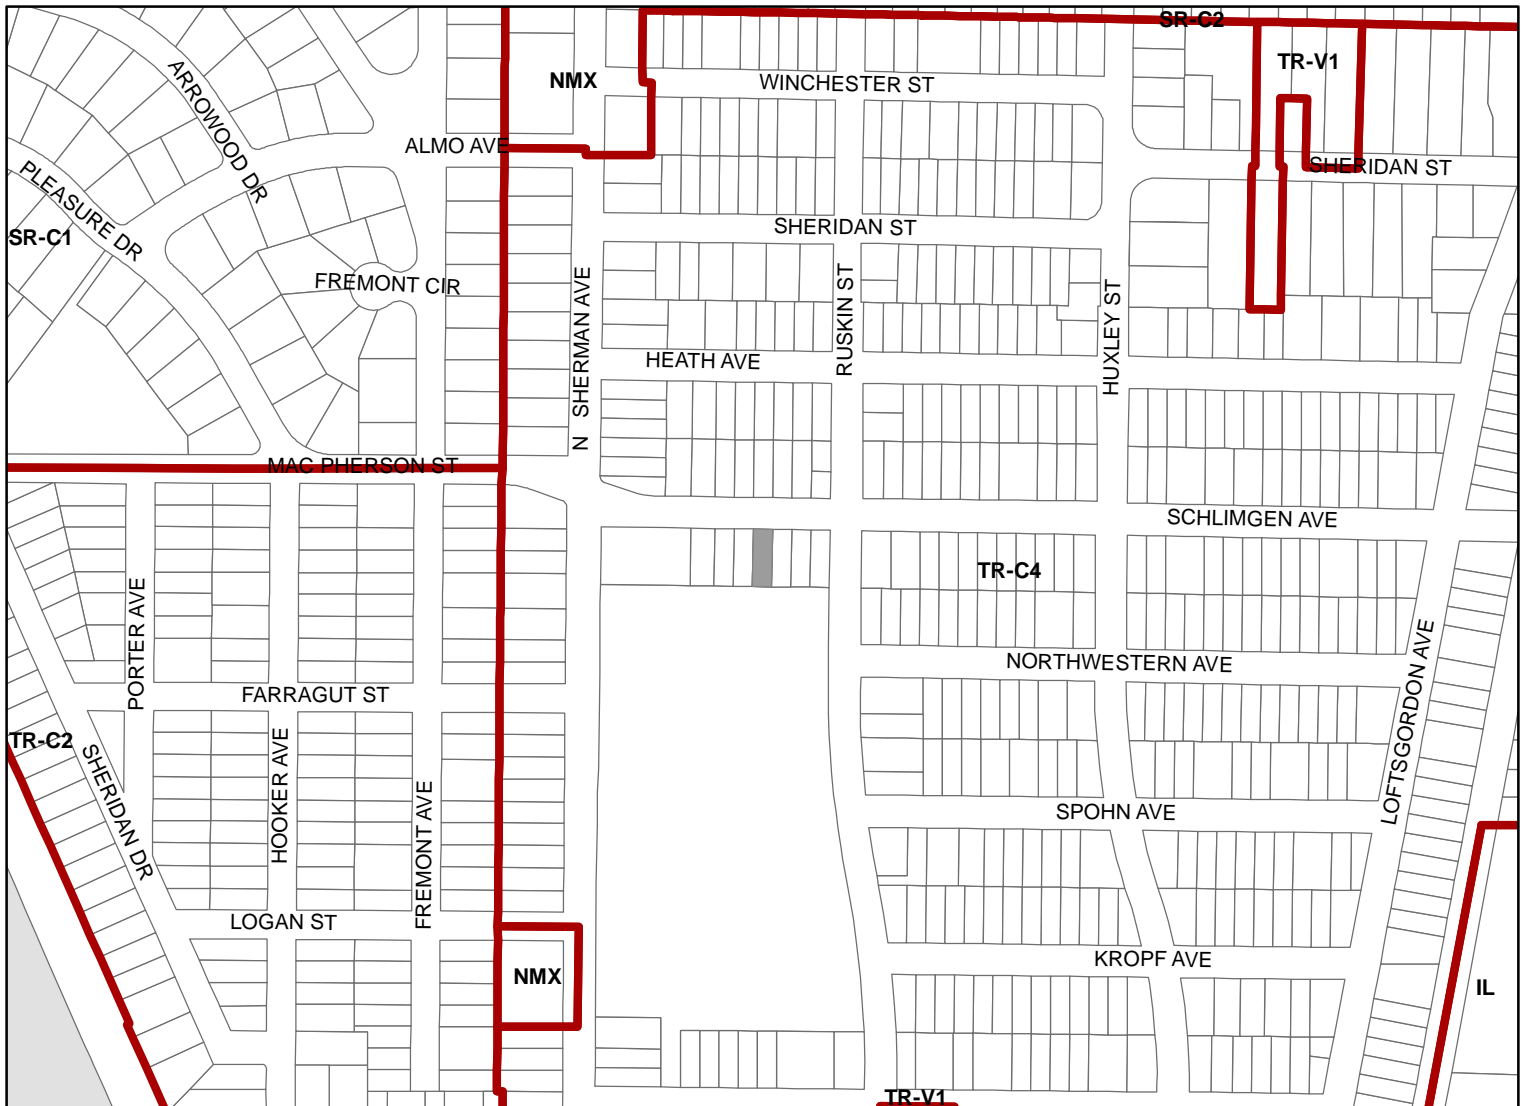 SR-C2
TR-V1
NMX
WINCHESTER ST
ARROWOOD DR
ALMO AVE
SHERIDAN ST
PLEASURE DR
SR-C1
SHERIDAN ST
FREMONT CIR
N SHERMAN AVE
RUSKIN ST
HUXLEY ST
HEATH AVE
MAC PHERSON ST
SCHLIMGEN AVE
TR-C4
PORTER AVE
NORTHWESTERN AVE
FARRAGUT ST
LOFTSGORDON AVE
TR-C2
SHERIDAN DR
HOOKER AVE
FREMONT AVE
SPOHN AVE
LOGAN ST
KROPF AVE
NMX
IL
TR-V1